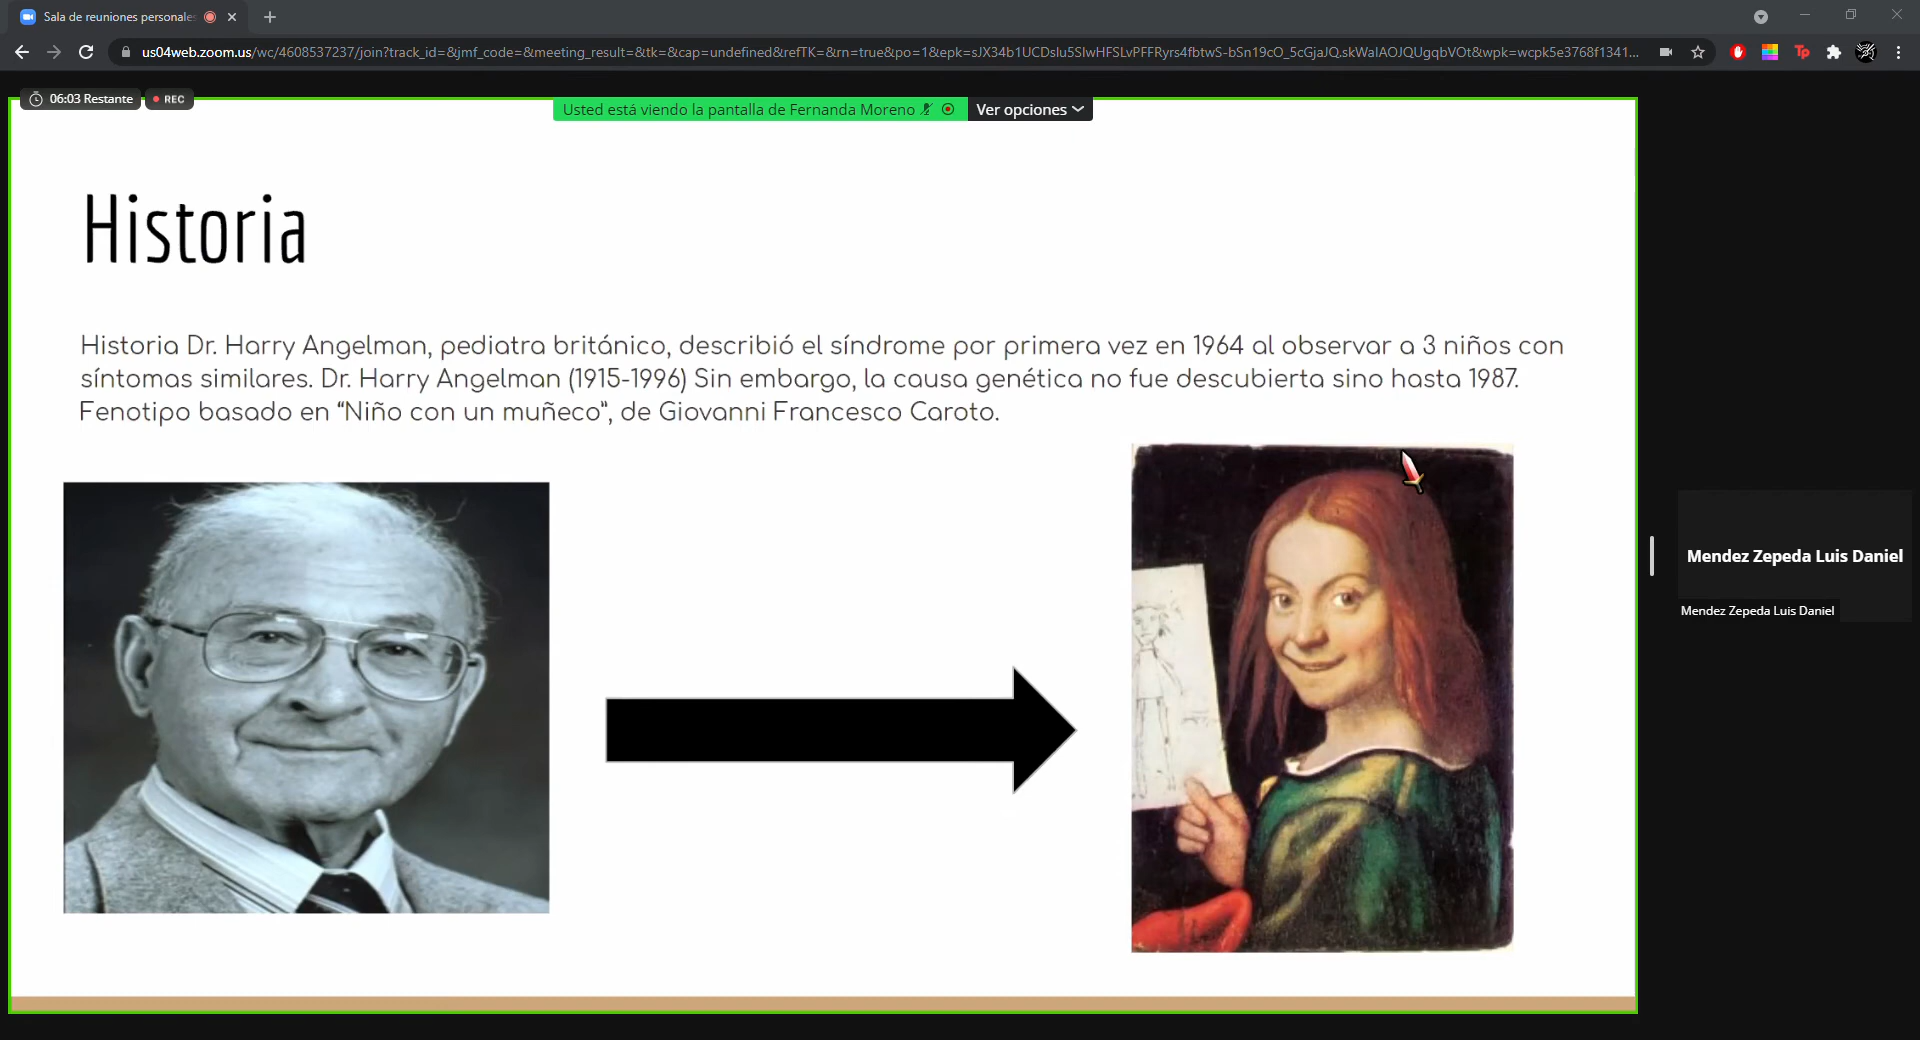 Sala de reuniones personales
us04web.zoom.us/wc/4608537237/join?track_id=&jmf_code=&meeting_result=&tk=&cap=undefined&refTK=&rn=true&po=1&epk=sJX34b1UCDslu5SlwHFSLvPFFRyrs4fbtwS-bSn19cO_5cGjaJQ.skWaIAOJQUgqbVOt&wpk=wcpk5e3768f1341...
06:03 Restante
REC
Usted está viendo la pantalla de Fernanda Moreno
Ver opciones
Historia
Historia Dr. Harry Angelman, pediatra británico, describió el síndrome por primera vez en 1964 al observar a 3 niños con
síntomas similares. Dr. Harry Angelman (1915-1996) Sin embargo, la causa genética no fue descubierta sino hasta 1987.
Fenotipo basado en “Niño con un muñeco”, de Giovanni Francesco Caroto.
Mendez Zepeda Luis Daniel
Mendez Zepeda Luis Daniel